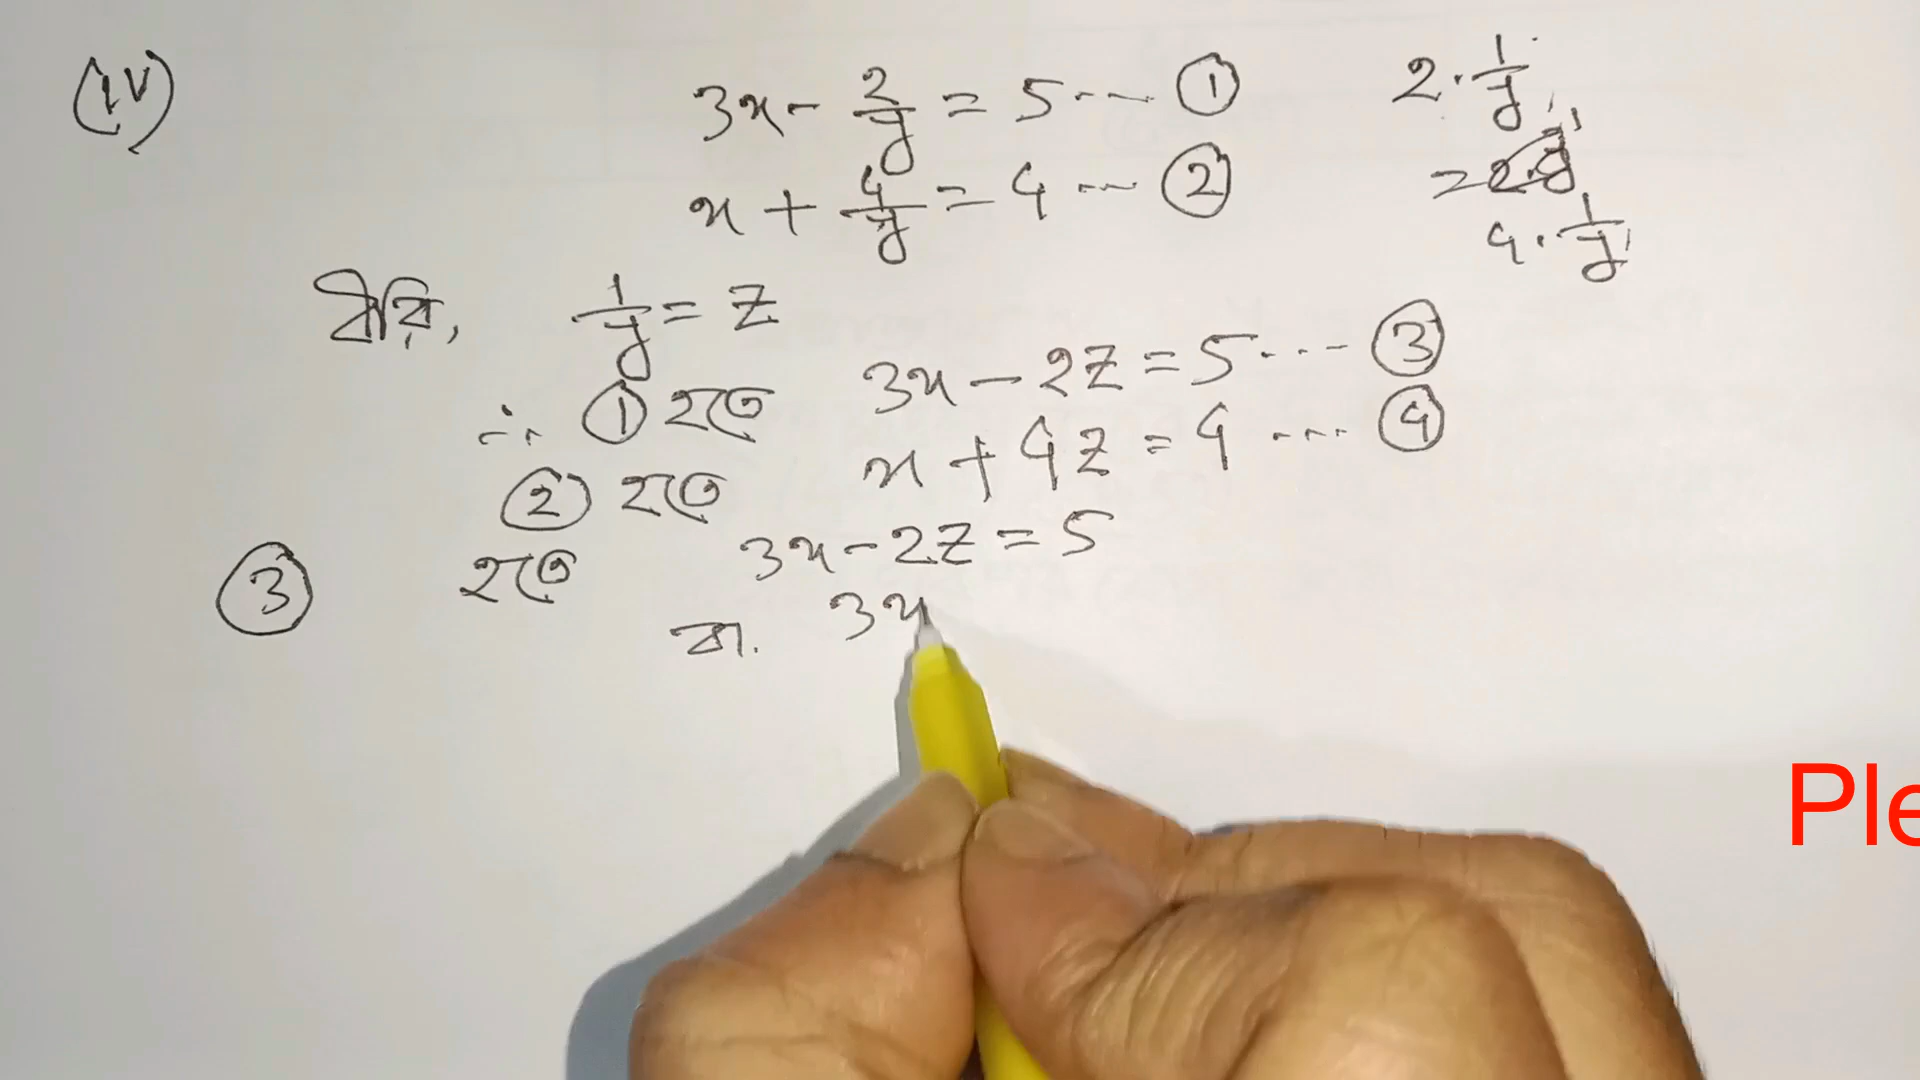 (iv) 3x - 2/y = 5 --- ① 2 . 1/y
x + 4/y = 4 --- ②
4 . 1/y
ধরি, 1/y = z
∴ ① হতে 3x - 2z = 5 ---- ③
② হতে x + 4z = 4 ---- ④
③ হতে 3x - 2z = 5
বা. 3x
Ple